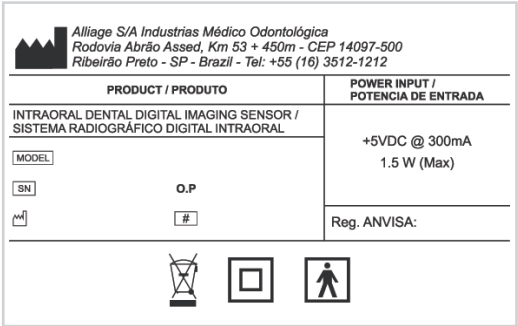 Alliage S/A Industrias Médico Odontológica
Rodovia Abrão Assed, Km 53 + 450m - CEP 14097-500
Ribeirão Preto - SP - Brazil - Tel: +55 (16) 3512-1212
PRODUCT / PRODUTO
POWER INPUT /
POTENCIA DE ENTRADA
INTRAORAL DENTAL DIGITAL IMAGING SENSOR /
SISTEMA RADIOGRÁFICO DIGITAL INTRAORAL
+5VDC @ 300mA
1.5 W (Max)
MODEL
SN O.P
#
Reg. ANVISA: